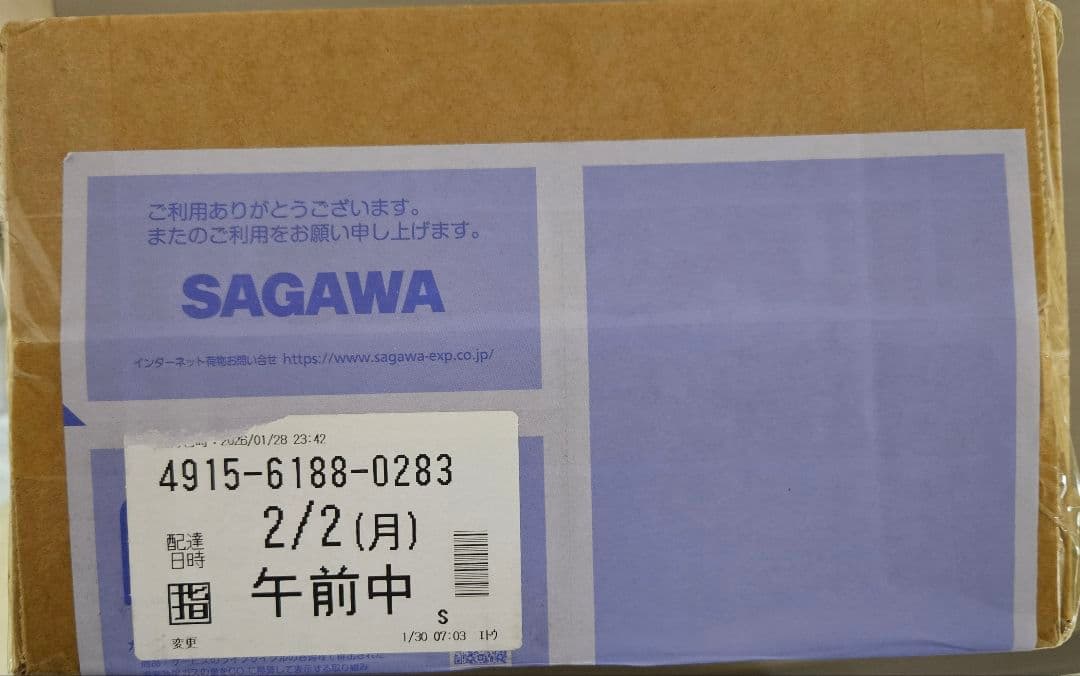 ご利用ありがとうございます。
またのご利用をお願い申し上げます。
SAGAWA
インターネット荷物お問い合せ https://www.sagawa-exp.co.jp/
:2026/01/28 23:42
4915-6188-0283
配達
日時
2/2(月)
指
午前中
S
変更
1/30 07:03 エトウ